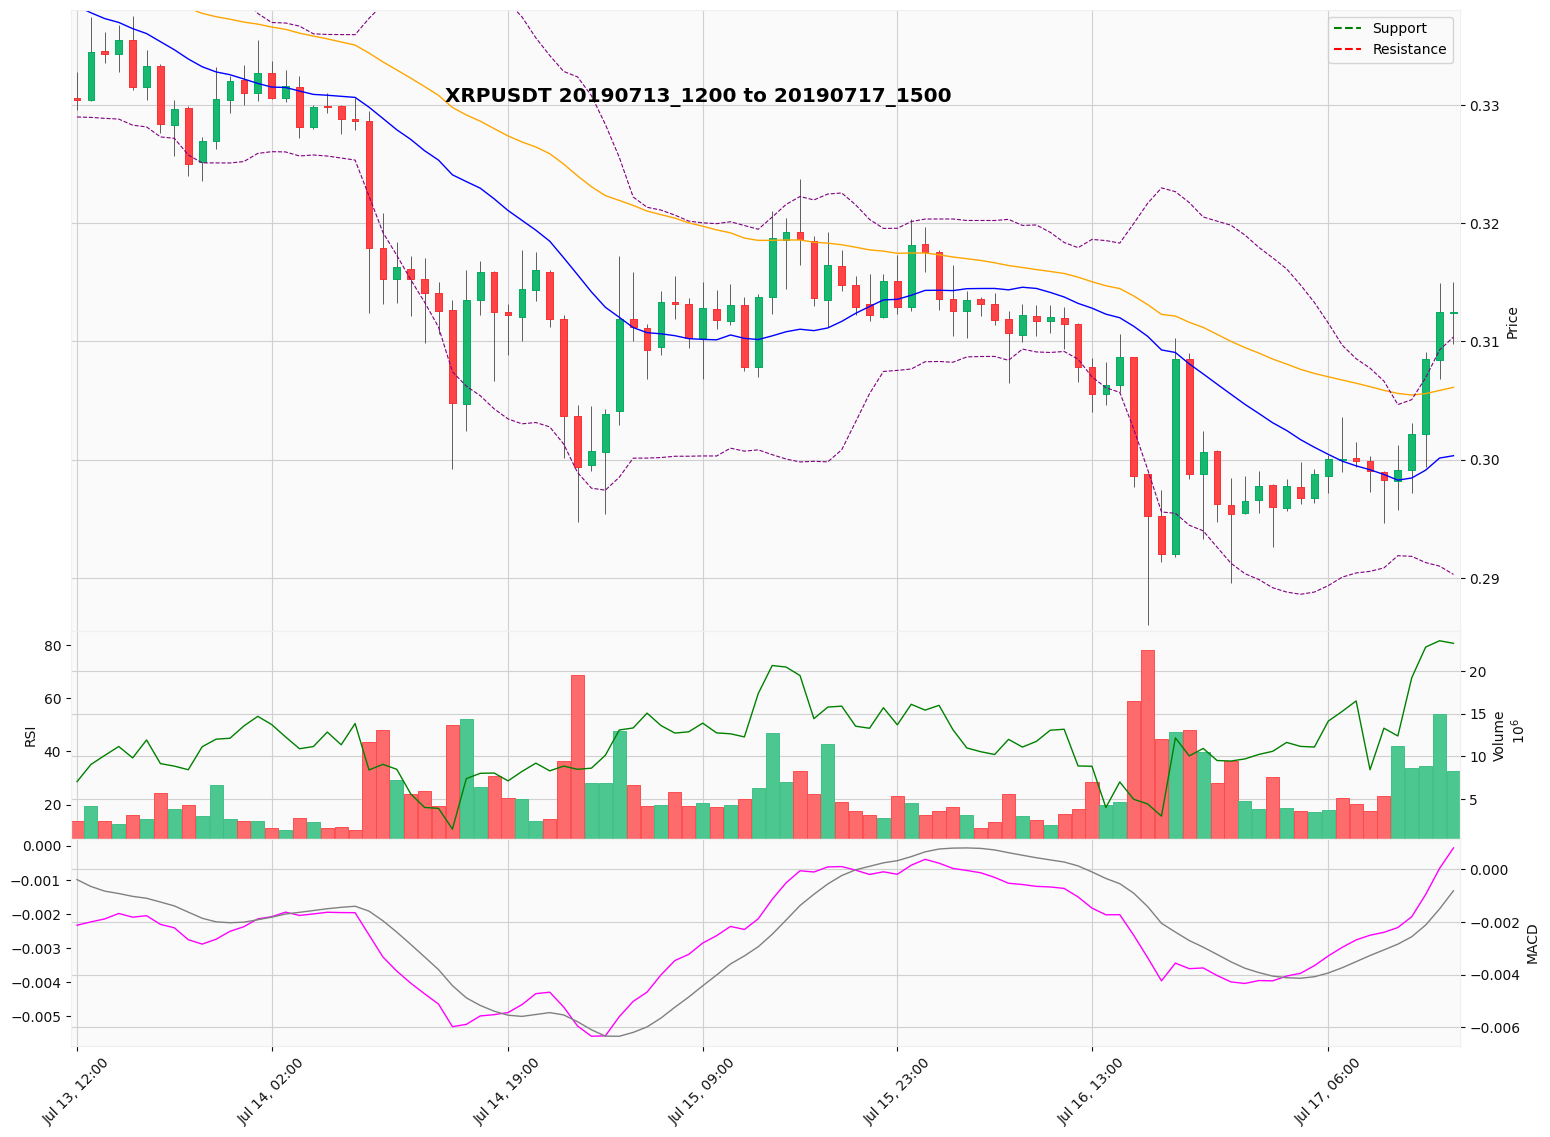 Support
Resistance
XRPUSDT 20190713_1200 to 20190717_1500
0.33
0.32
0.31
0.30
0.29
Price
80
60
40
20
RSI
20
15
10
5
Volume
10^6
0.000
−0.001
−0.002
−0.003
−0.004
−0.005
0.000
−0.002
−0.004
−0.006
MACD
Jul 13, 12:00
Jul 14, 02:00
Jul 14, 19:00
Jul 15, 09:00
Jul 15, 23:00
Jul 16, 13:00
Jul 17, 06:00